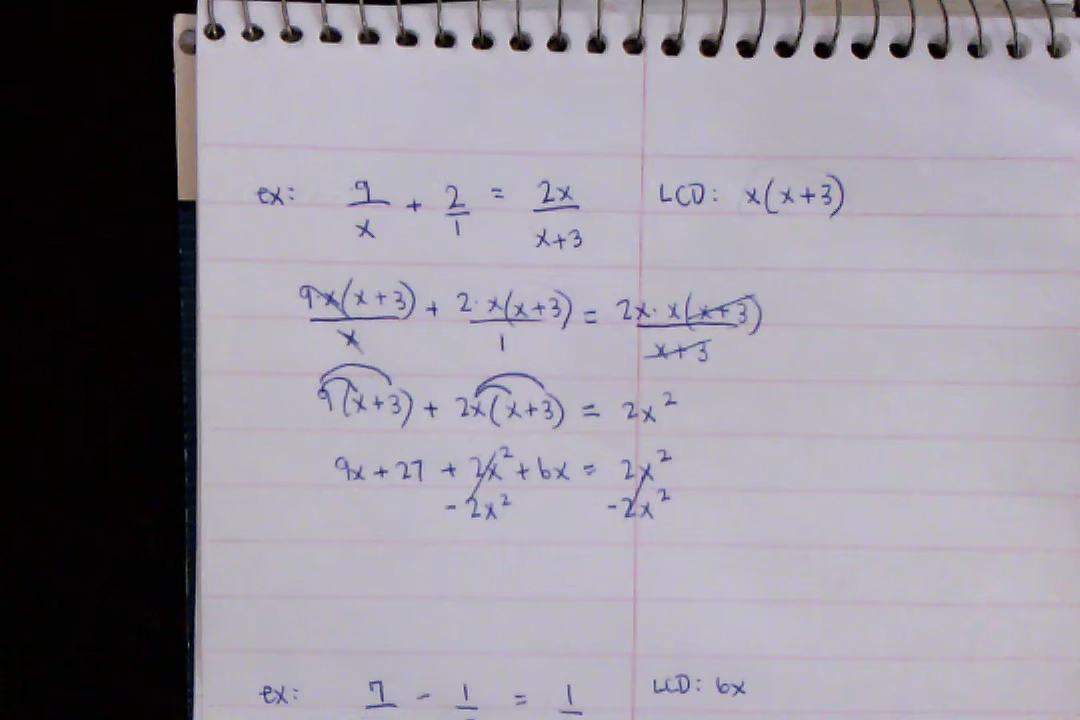 ex: 9/x + 2/1 = 2x/x+3 LCD: x(x+3)
9x(x+3)/x + 2·x(x+3)/1 = 2x·x(x+3)/x+3
9(x+3) + 2x(x+3) = 2x²
9x + 27 + 2x² + 6x = 2x²
-2x² -2x²
ex: 7 - 1 = 1 LCD: 6x